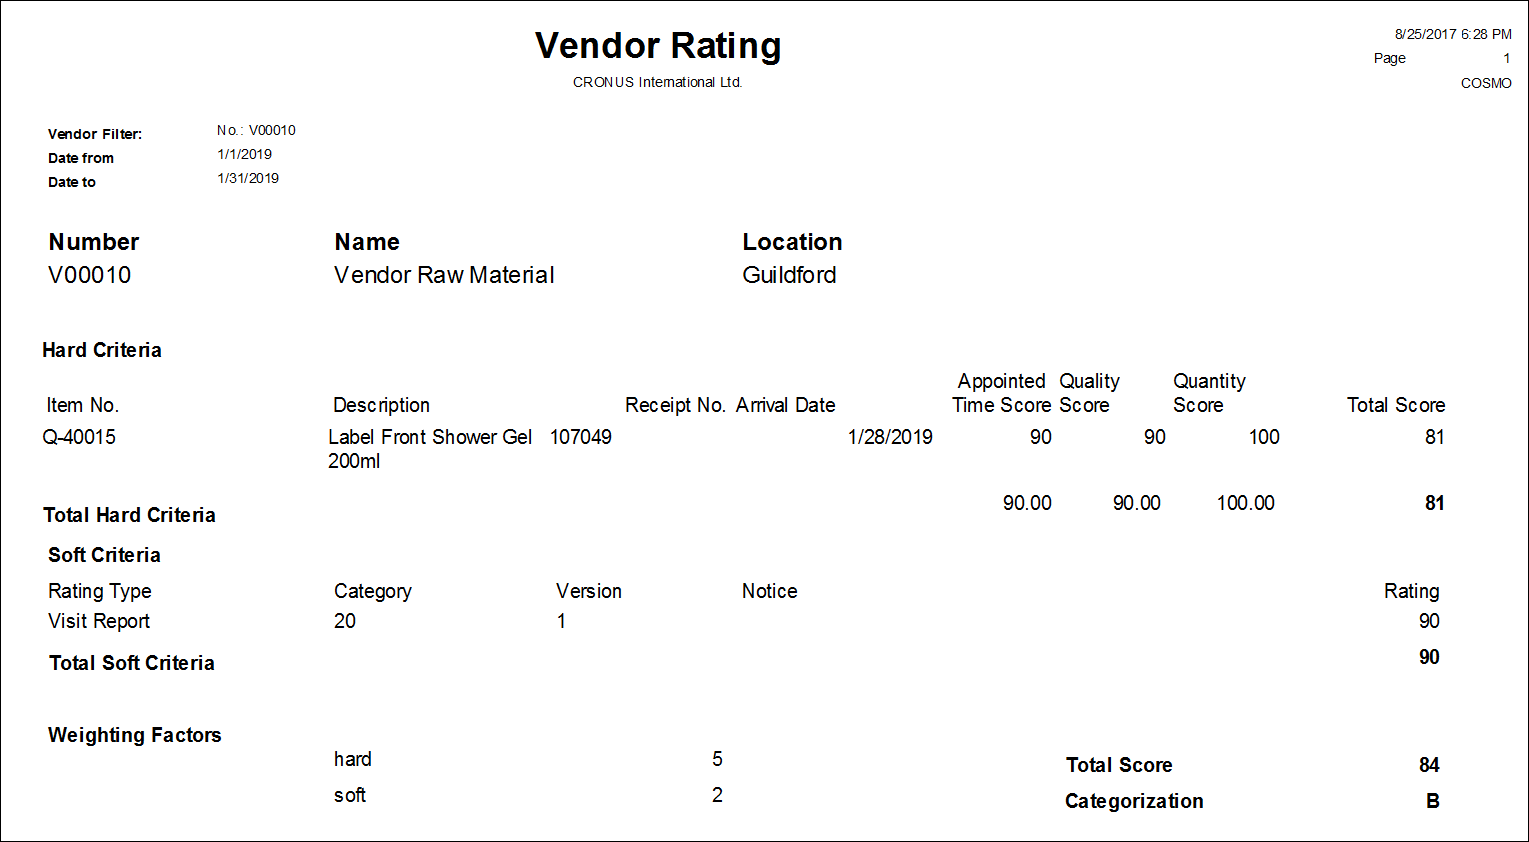 Vendor Rating
CRONUS International Ltd.
8/25/2017 6:28 PM
Page 1
COSMO
Vendor Filter: No.: V00010
Date from 1/1/2019
Date to 1/31/2019
Number Name Location
V00010 Vendor Raw Material Guildford
Hard Criteria
Appointed Quality Quantity
Item No. Description Receipt No. Arrival Date Time Score Score Score Total Score
Q-40015 Label Front Shower Gel 107049 1/28/2019 90 90 100 81
200ml
Total Hard Criteria 90.00 90.00 100.00 81
Soft Criteria
Rating Type Category Version Notice Rating
Visit Report 20 1 90
Total Soft Criteria 90
Weighting Factors
hard 5 Total Score 84
soft 2 Categorization B